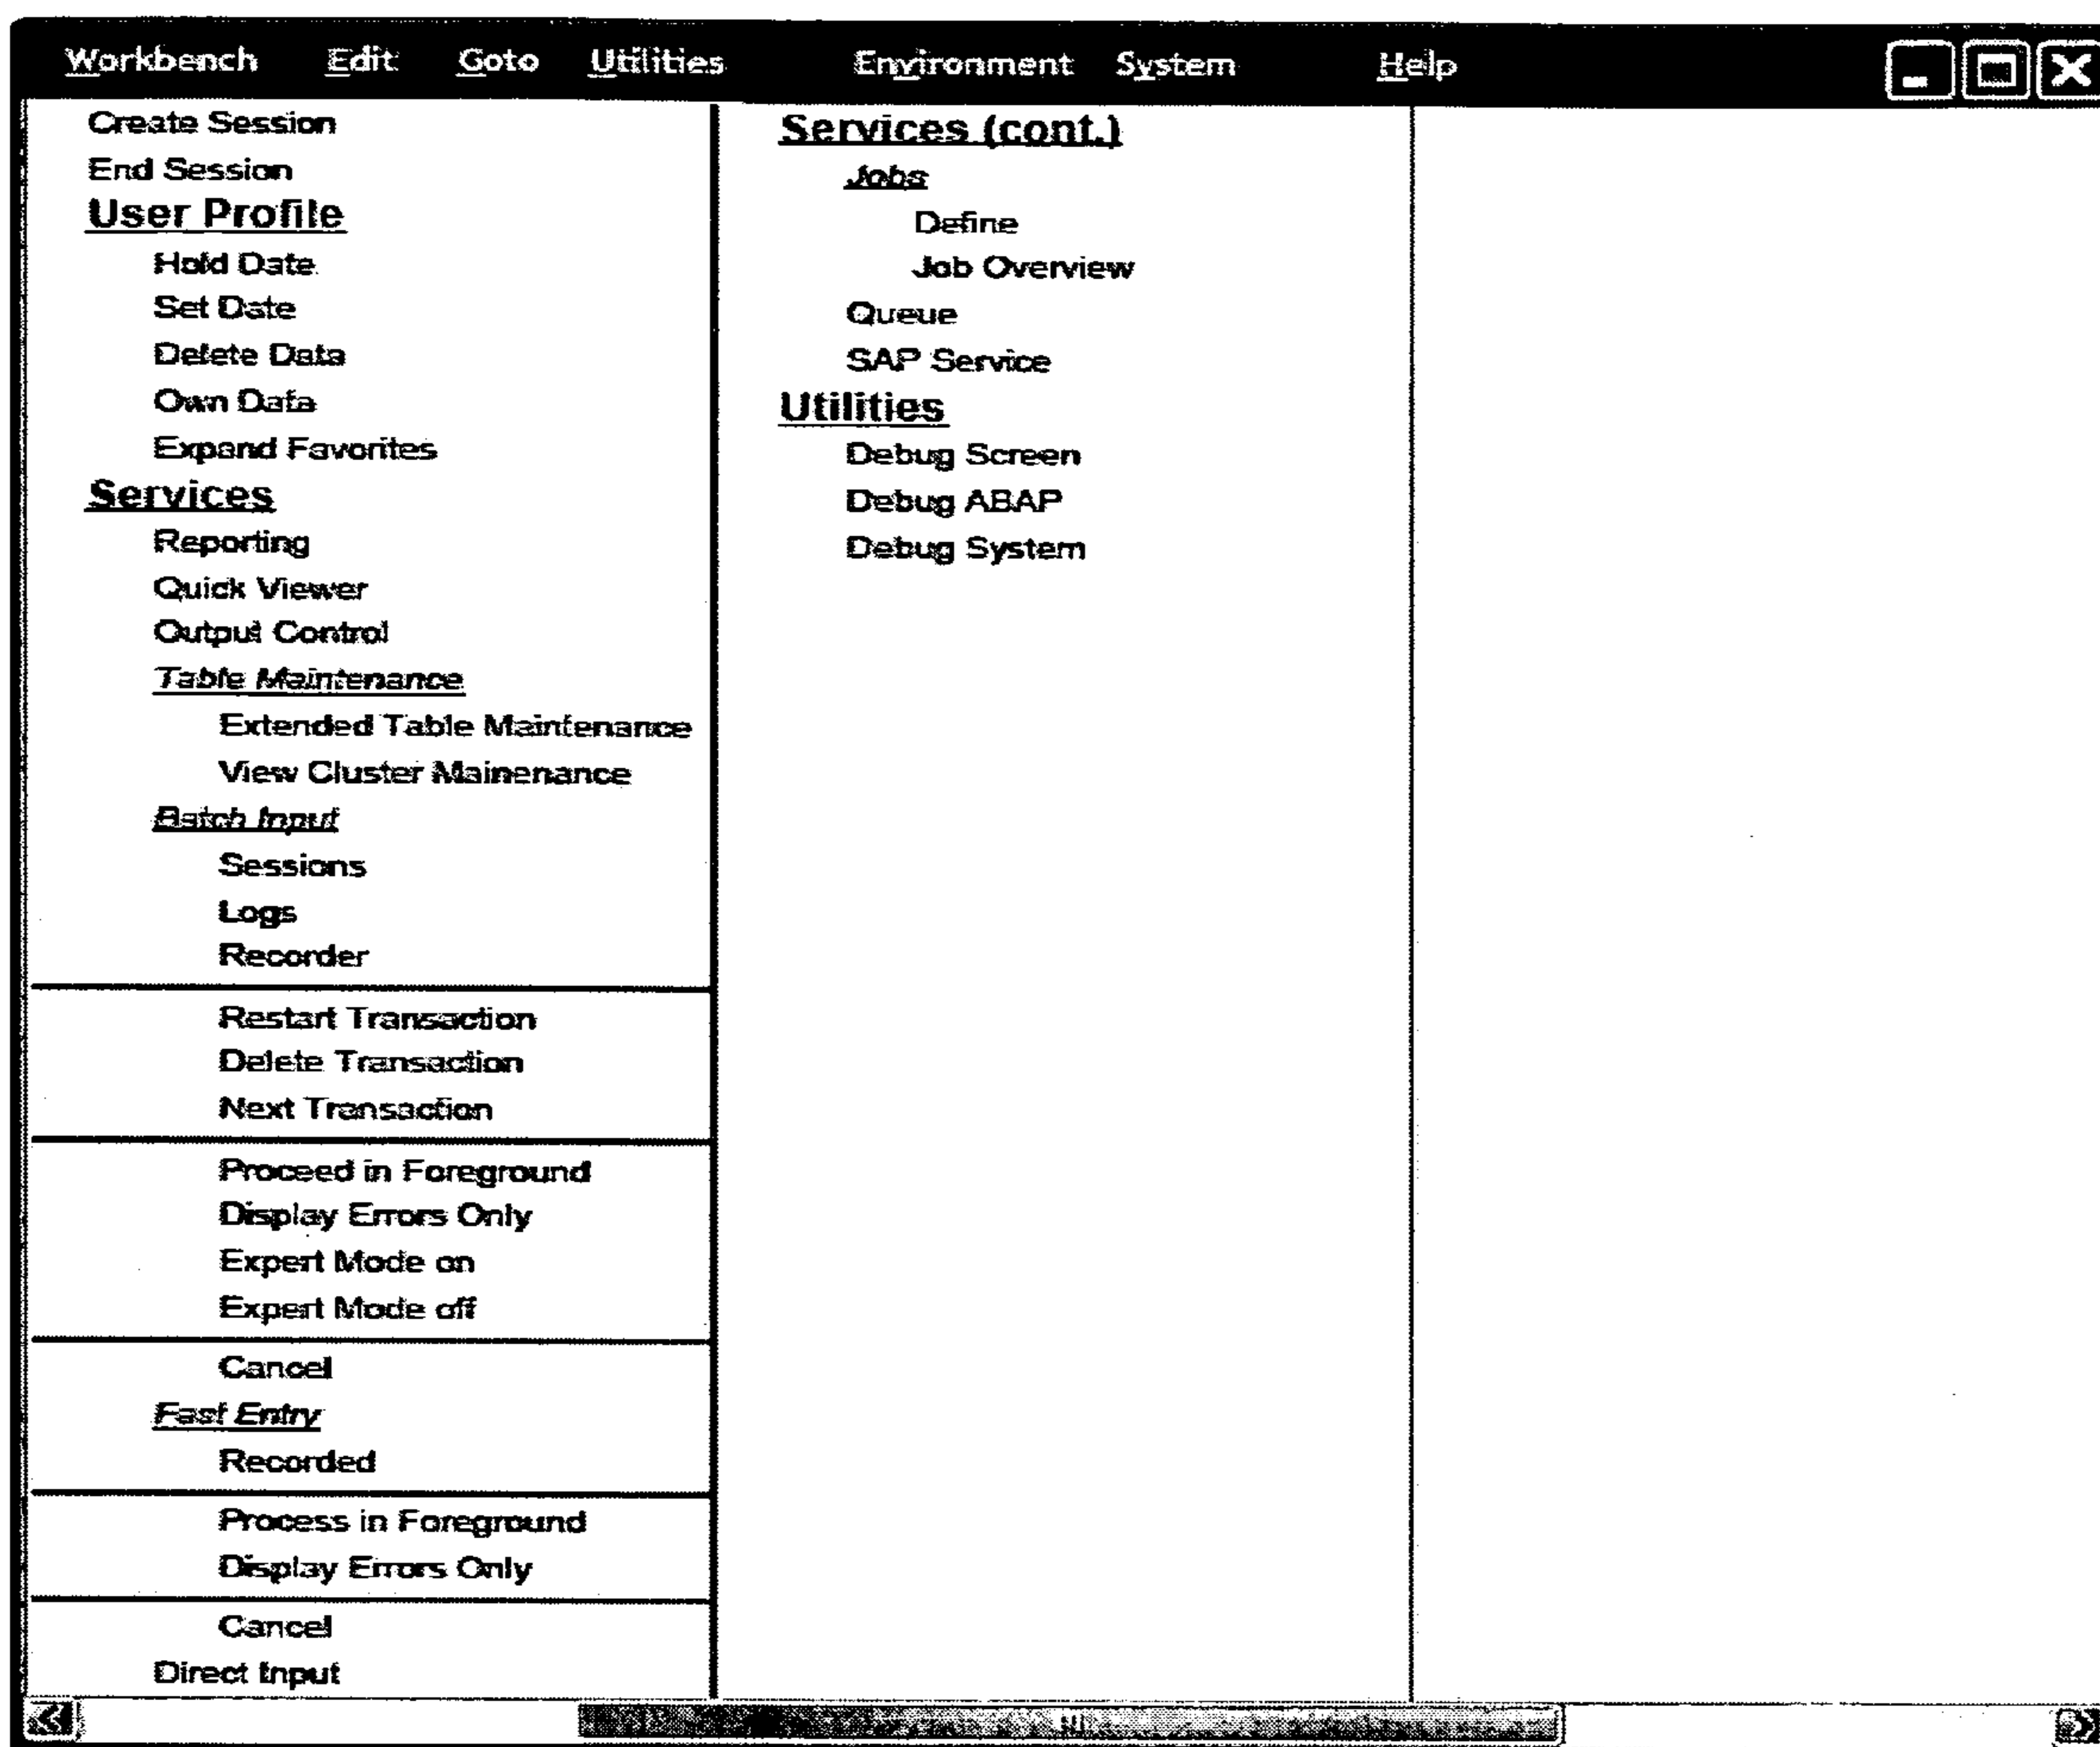 Workbench Edit Goto Utilities Environment System Help
Create Session
End Session
User Profile
Hold Date
Set Date
Delete Data
Own Data
Expand Favorites
Services
Reporting
Quick Viewer
Output Control
Table Maintenance
Extended Table Maintenance
View Cluster Mainenance
Batch Input
Sessions
Logs
Recorder
Restart Transaction
Delete Transaction
Next Transaction
Proceed in Foreground
Display Errors Only
Expert Mode on
Expert Mode off
Cancel
Fast Entry
Recorded
Process in Foreground
Display Errors Only
Cancel
Direct Input
Services (cont.)
Jobs
Define
Job Overview
Queue
SAP Service
Utilities
Debug Screen
Debug ABAP
Debug System